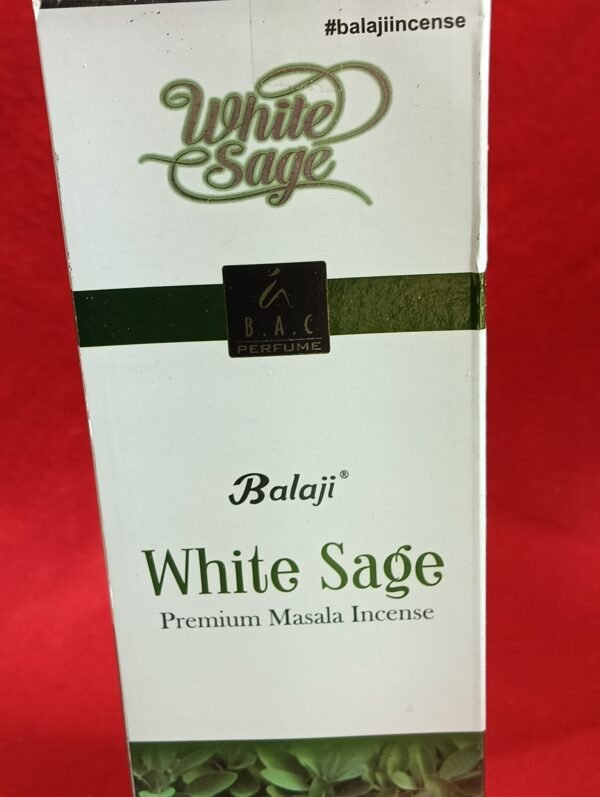 #balajiincense
White
Sage
B.A.C
PERFUME
Balaji®
White Sage
Premium Masala Incense